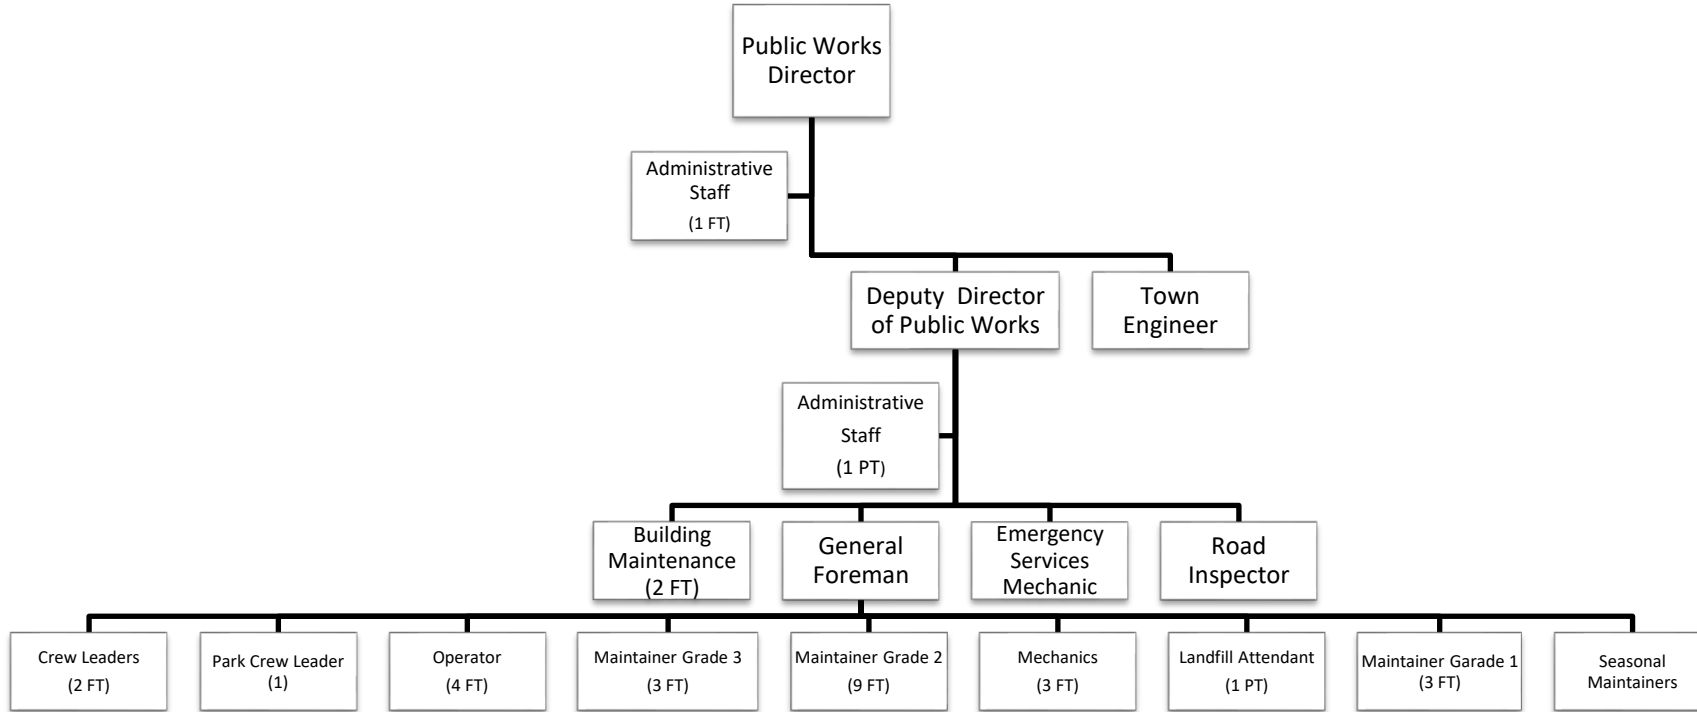 Public Works
Director
Administrative
Staff
(1 FT)
Deputy  Director
of Public Works
Town
Engineer
Administrative
Staff
(1 PT)
Building
Maintenance
(2 FT)
General
Foreman
Emergency
Services
Mechanic
Road
Inspector
Crew Leaders
(2 FT)
Park Crew Leader
(1)
Operator
(4 FT)
Maintainer Grade 3
(3 FT)
Maintainer Grade 2
(9 FT)
Mechanics
(3 FT)
Landfill Attendant
(1 PT)
Maintainer Garade 1
(3 FT)
Seasonal
Maintainers